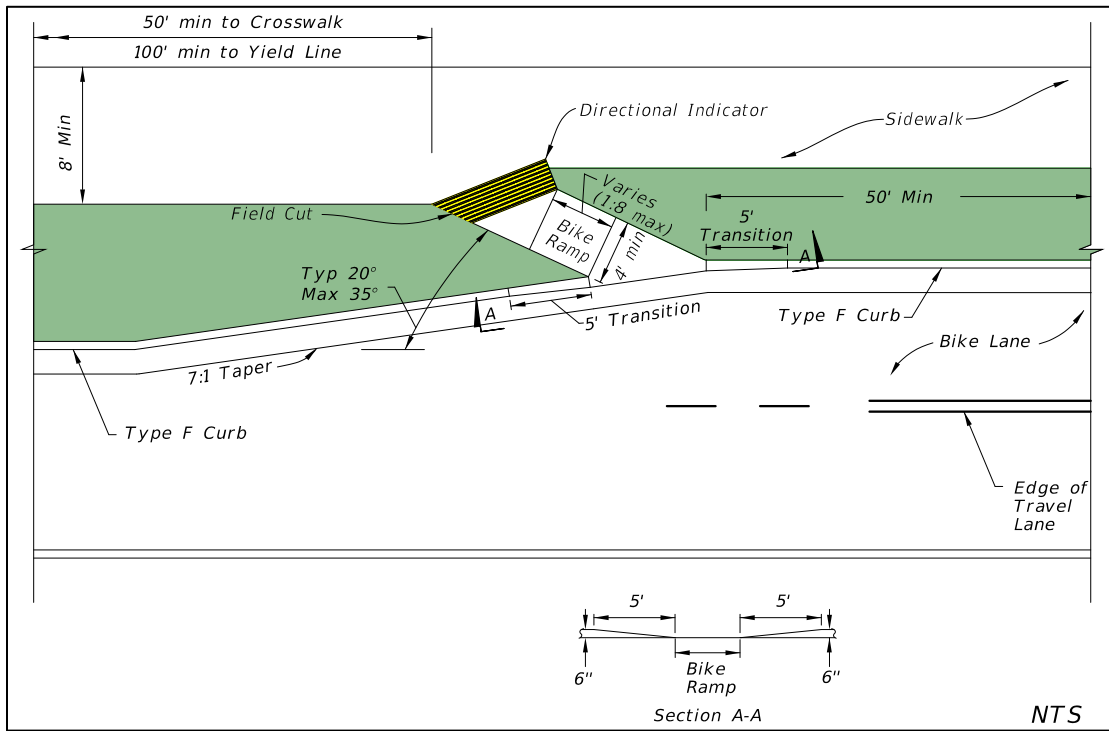 50' min to Crosswalk
100' min to Yield Line
8' Min
Directional Indicator
Sidewalk
Field Cut
Varies
(1:8 max)
Bike
Ramp
4' min
50' Min
5'
Transition
A
Typ 20°
Max 35°
A
5' Transition
Type F Curb
7:1 Taper
Bike Lane
Type F Curb
Edge of
Travel
Lane
5'
5'
6"
Bike
Ramp
6"
Section A-A
NTS